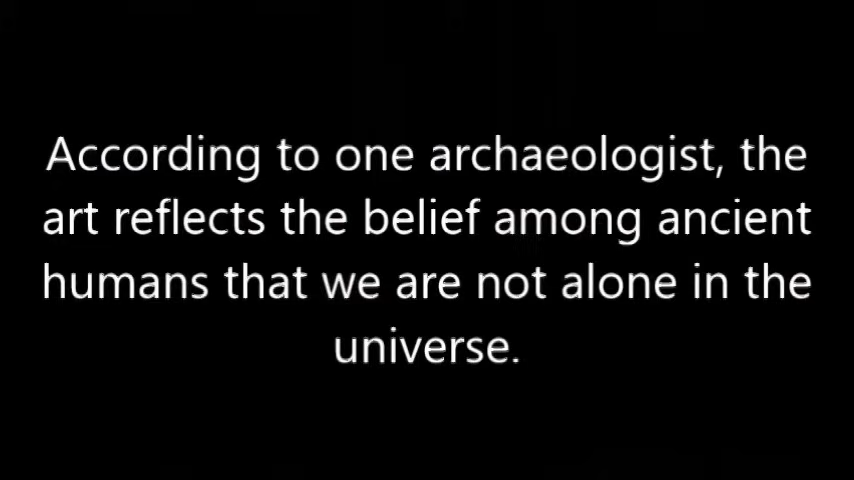 According to one archaeologist, the
art reflects the belief among ancient
humans that we are not alone in the
universe.